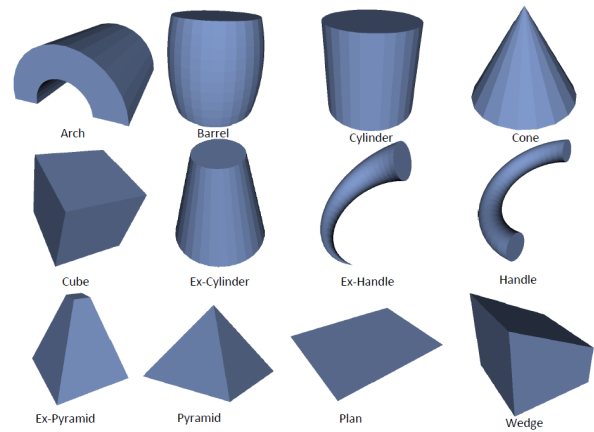 Arch
Barrel
Cylinder
Cone
Cube
Ex-Cylinder
Ex-Handle
Handle
Ex-Pyramid
Pyramid
Plan
Wedge